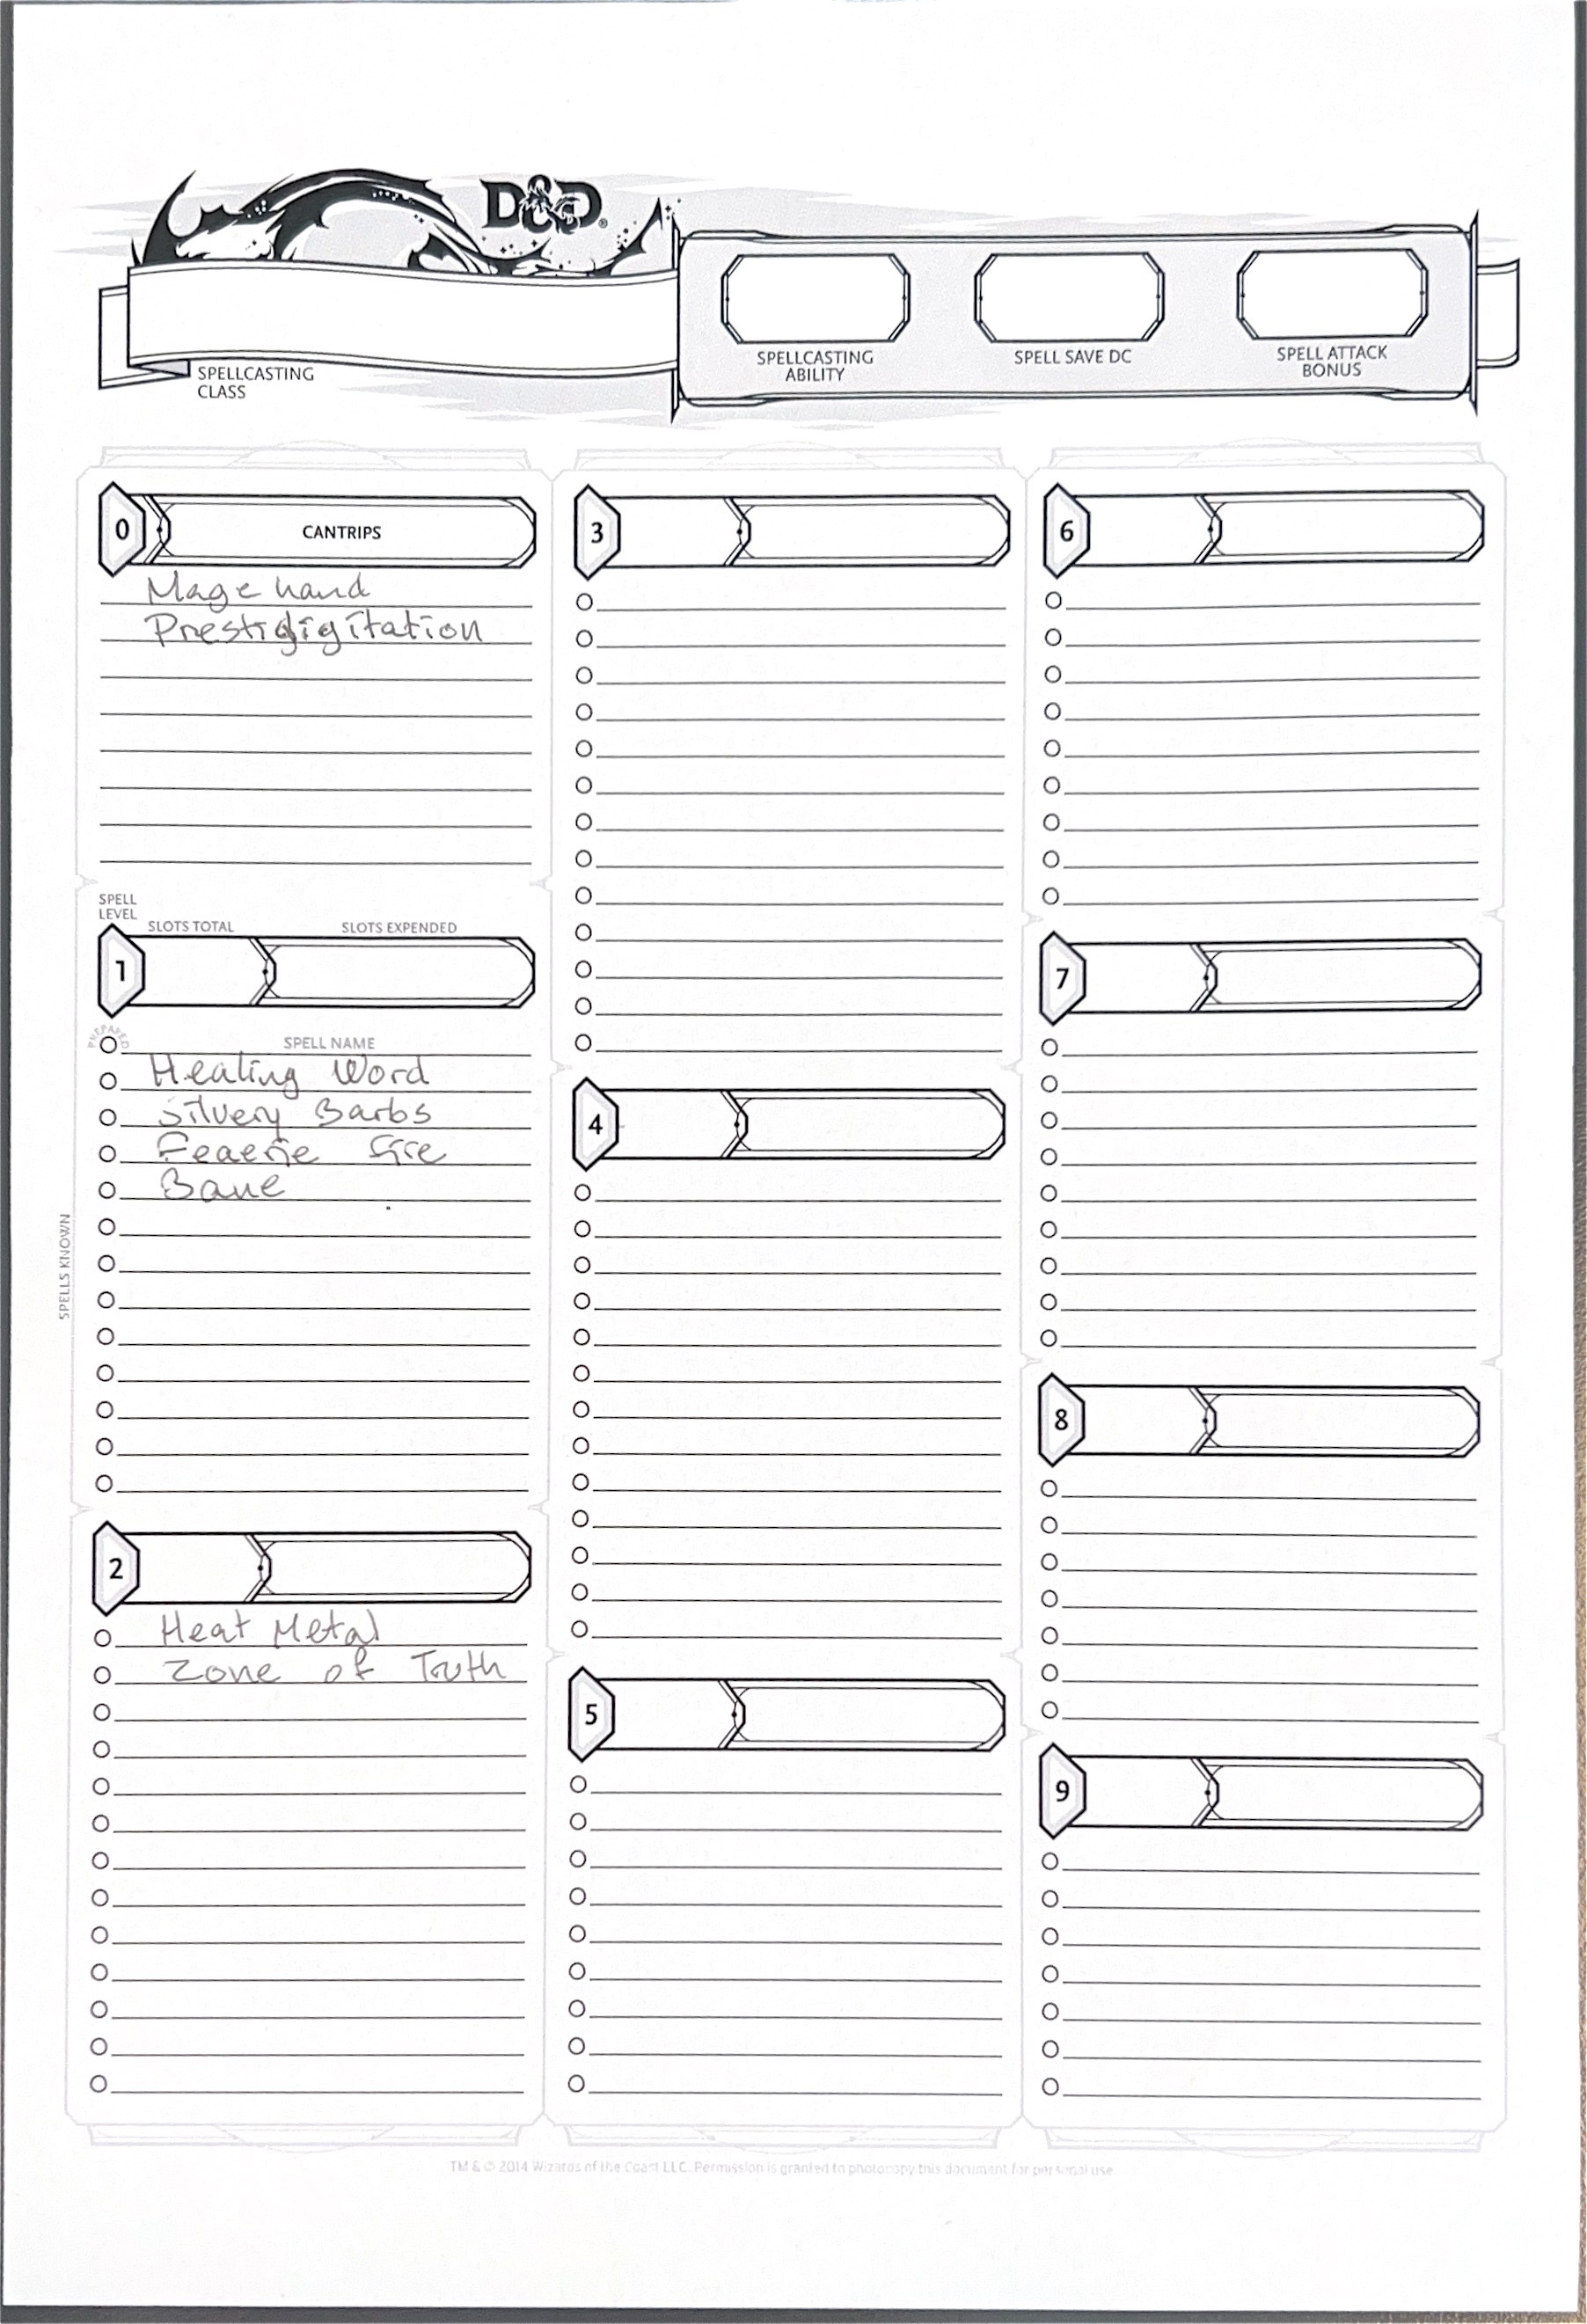 D&D®
SPELLCASTING
CLASS
SPELLCASTING
ABILITY
SPELL SAVE DC
SPELL ATTACK
BONUS
0
CANTRIPS
Mage hand
Prestidigitation
SPELL
LEVEL
SLOTS TOTAL
SLOTS EXPENDED
1
PREPARED
SPELL NAME
Healing Word
Silvery Barbs
Feaerie fire
Bane
SPELLS KNOWN
2
Heat Metal
Zone of Truth
3
4
5
6
7
8
9
TM & © 2014 Wizards of the Coast LLC. Permission is granted to photocopy this document for personal use